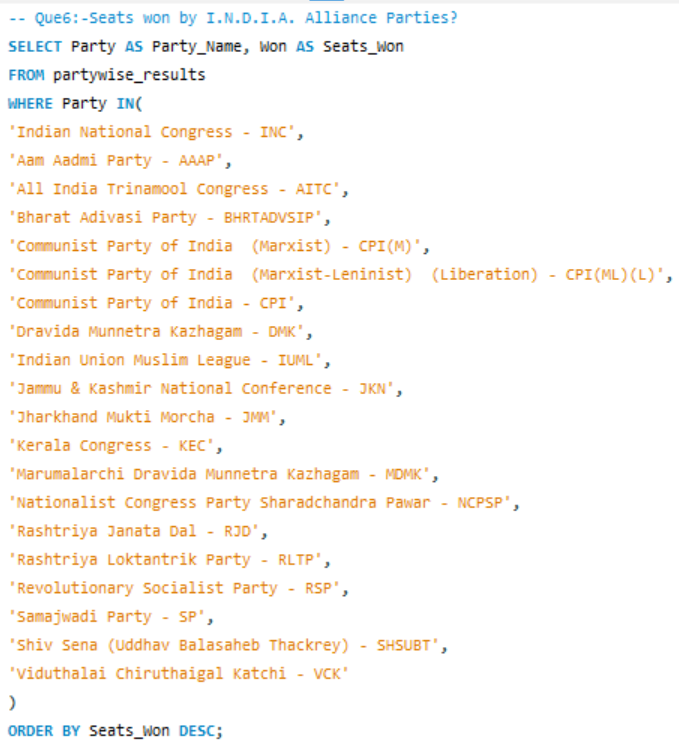 -- Que6:-Seats won by I.N.D.I.A. Alliance Parties?
SELECT Party AS Party_Name, Won AS Seats_Won
FROM partywise_results
WHERE Party IN(
'Indian National Congress - INC',
'Aam Aadmi Party - AAAP',
'All India Trinamool Congress - AITC',
'Bharat Adivasi Party - BHRTADVSIP',
'Communist Party of India  (Marxist) - CPI(M)',
'Communist Party of India  (Marxist-Leninist)  (Liberation) - CPI(ML)(L)',
'Communist Party of India - CPI',
'Dravida Munnetra Kazhagam - DMK',
'Indian Union Muslim League - IUML',
'Jammu & Kashmir National Conference - JKN',
'Jharkhand Mukti Morcha - JMM',
'Kerala Congress - KEC',
'Marumalarchi Dravida Munnetra Kazhagam - MDMK',
'Nationalist Congress Party Sharadchandra Pawar - NCPSP',
'Rashtriya Janata Dal - RJD',
'Rashtriya Loktantrik Party - RLTP',
'Revolutionary Socialist Party - RSP',
'Samajwadi Party - SP',
'Shiv Sena (Uddhav Balasaheb Thackrey) - SHSUBT',
'Viduthalai Chiruthaigal Katchi - VCK'
)
ORDER BY Seats_Won DESC;